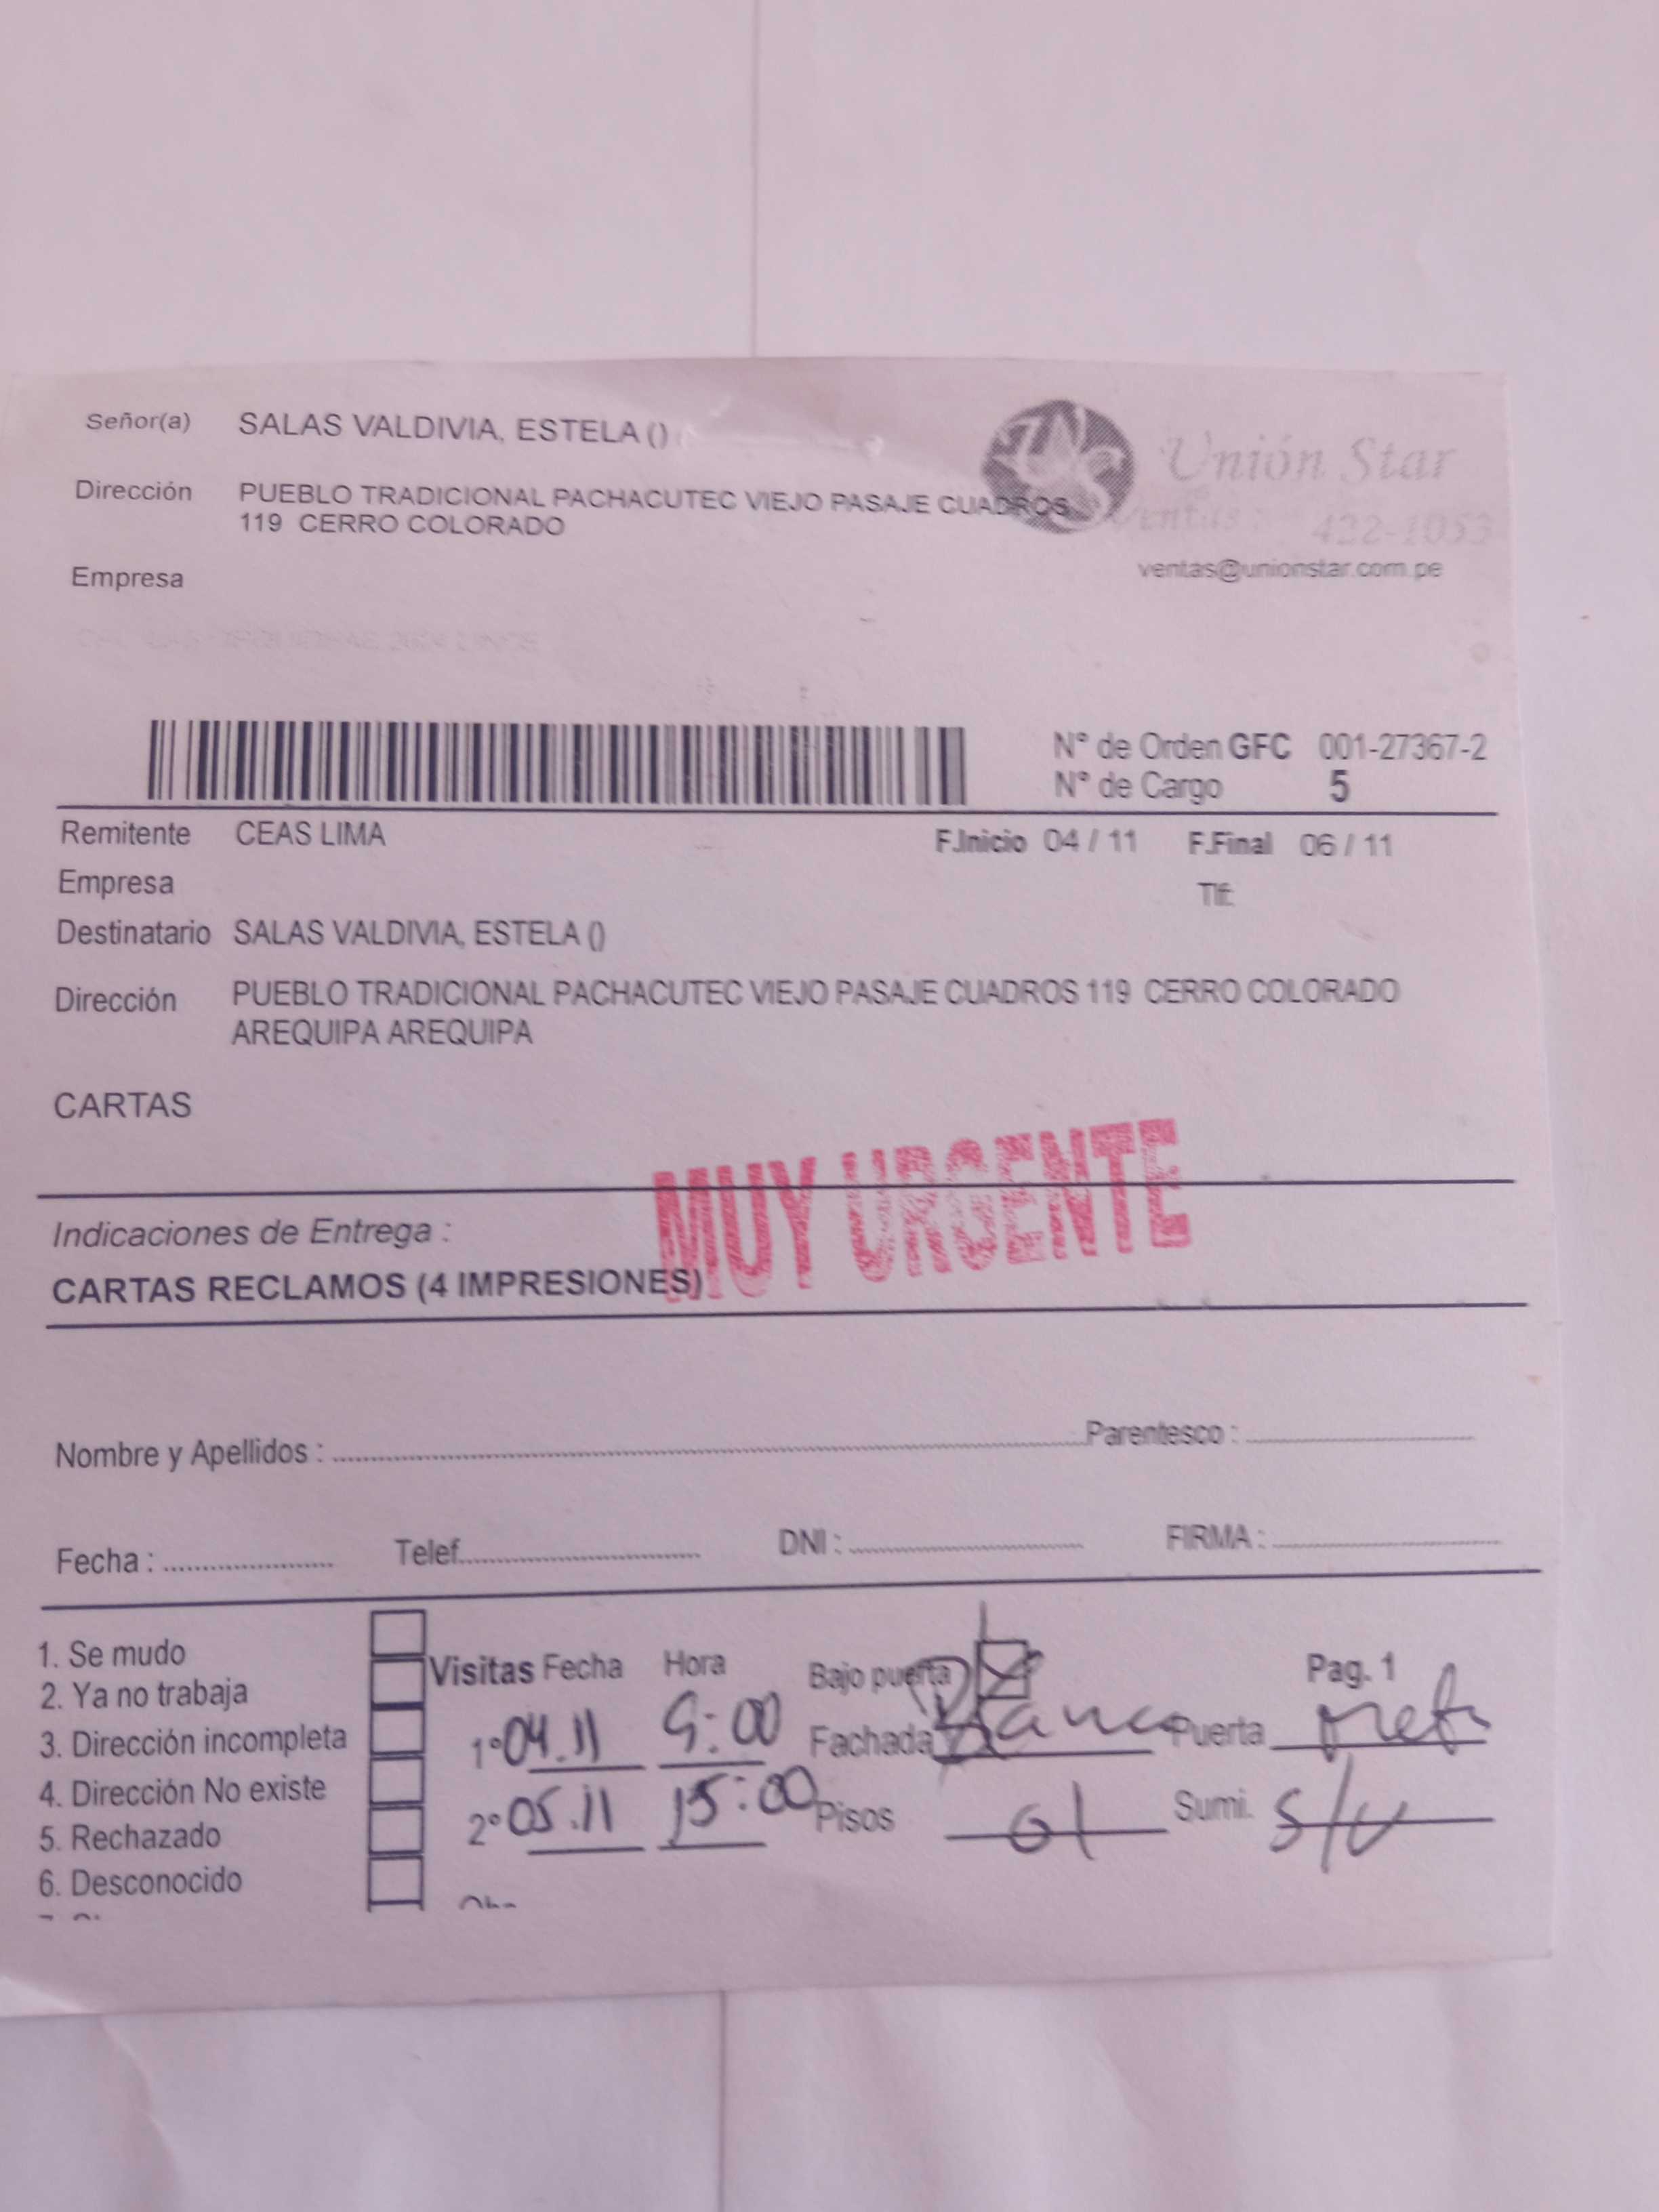 Señor(a) SALAS VALDIVIA, ESTELA ()
Unión Star
Dirección PUEBLO TRADICIONAL PACHACUTEC VIEJO PASAJE CUADROS
119 CERRO COLORADO
Ventas: 422-1053
ventas@unionstar.com.pe
Empresa
N° de Orden GFC 001-27367-2
N° de Cargo 5
Remitente CEAS LIMA F.Inicio 04 / 11 F.Final 06 / 11
Empresa Tlf:
Destinatario SALAS VALDIVIA, ESTELA ()
Dirección PUEBLO TRADICIONAL PACHACUTEC VIEJO PASAJE CUADROS 119 CERRO COLORADO
AREQUIPA AREQUIPA
CARTAS
MUY URGENTE
Indicaciones de Entrega :
CARTAS RECLAMOS (4 IMPRESIONES)
Nombre y Apellidos : Parentesco :
Fecha : Telef. DNI : FIRMA :
1. Se mudo
2. Ya no trabaja
3. Dirección incompleta
4. Dirección No existe
5. Rechazado
6. Desconocido
Visitas Fecha Hora Bajo puerta Pag. 1
1° 04.11 9:00 Fachada Blanco Puerta
2° 05.11 15:00 Pisos 01 Sumi.